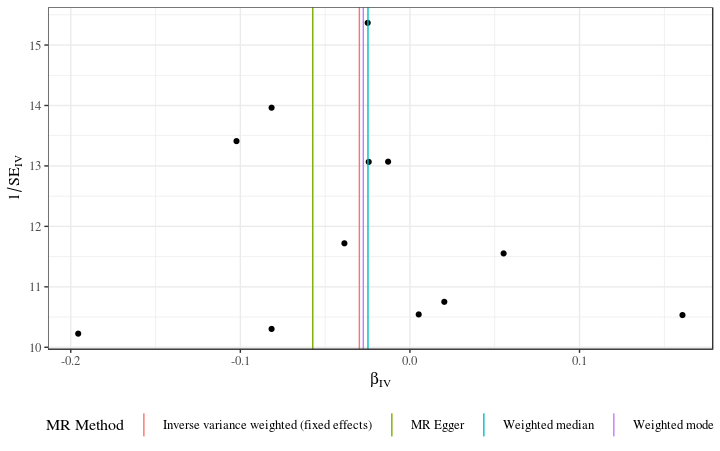 15
14
13
12
11
10
1/SE_IV
-0.2 -0.1 0.0 0.1
β_IV
MR Method Inverse variance weighted (fixed effects) MR Egger Weighted median Weighted mode